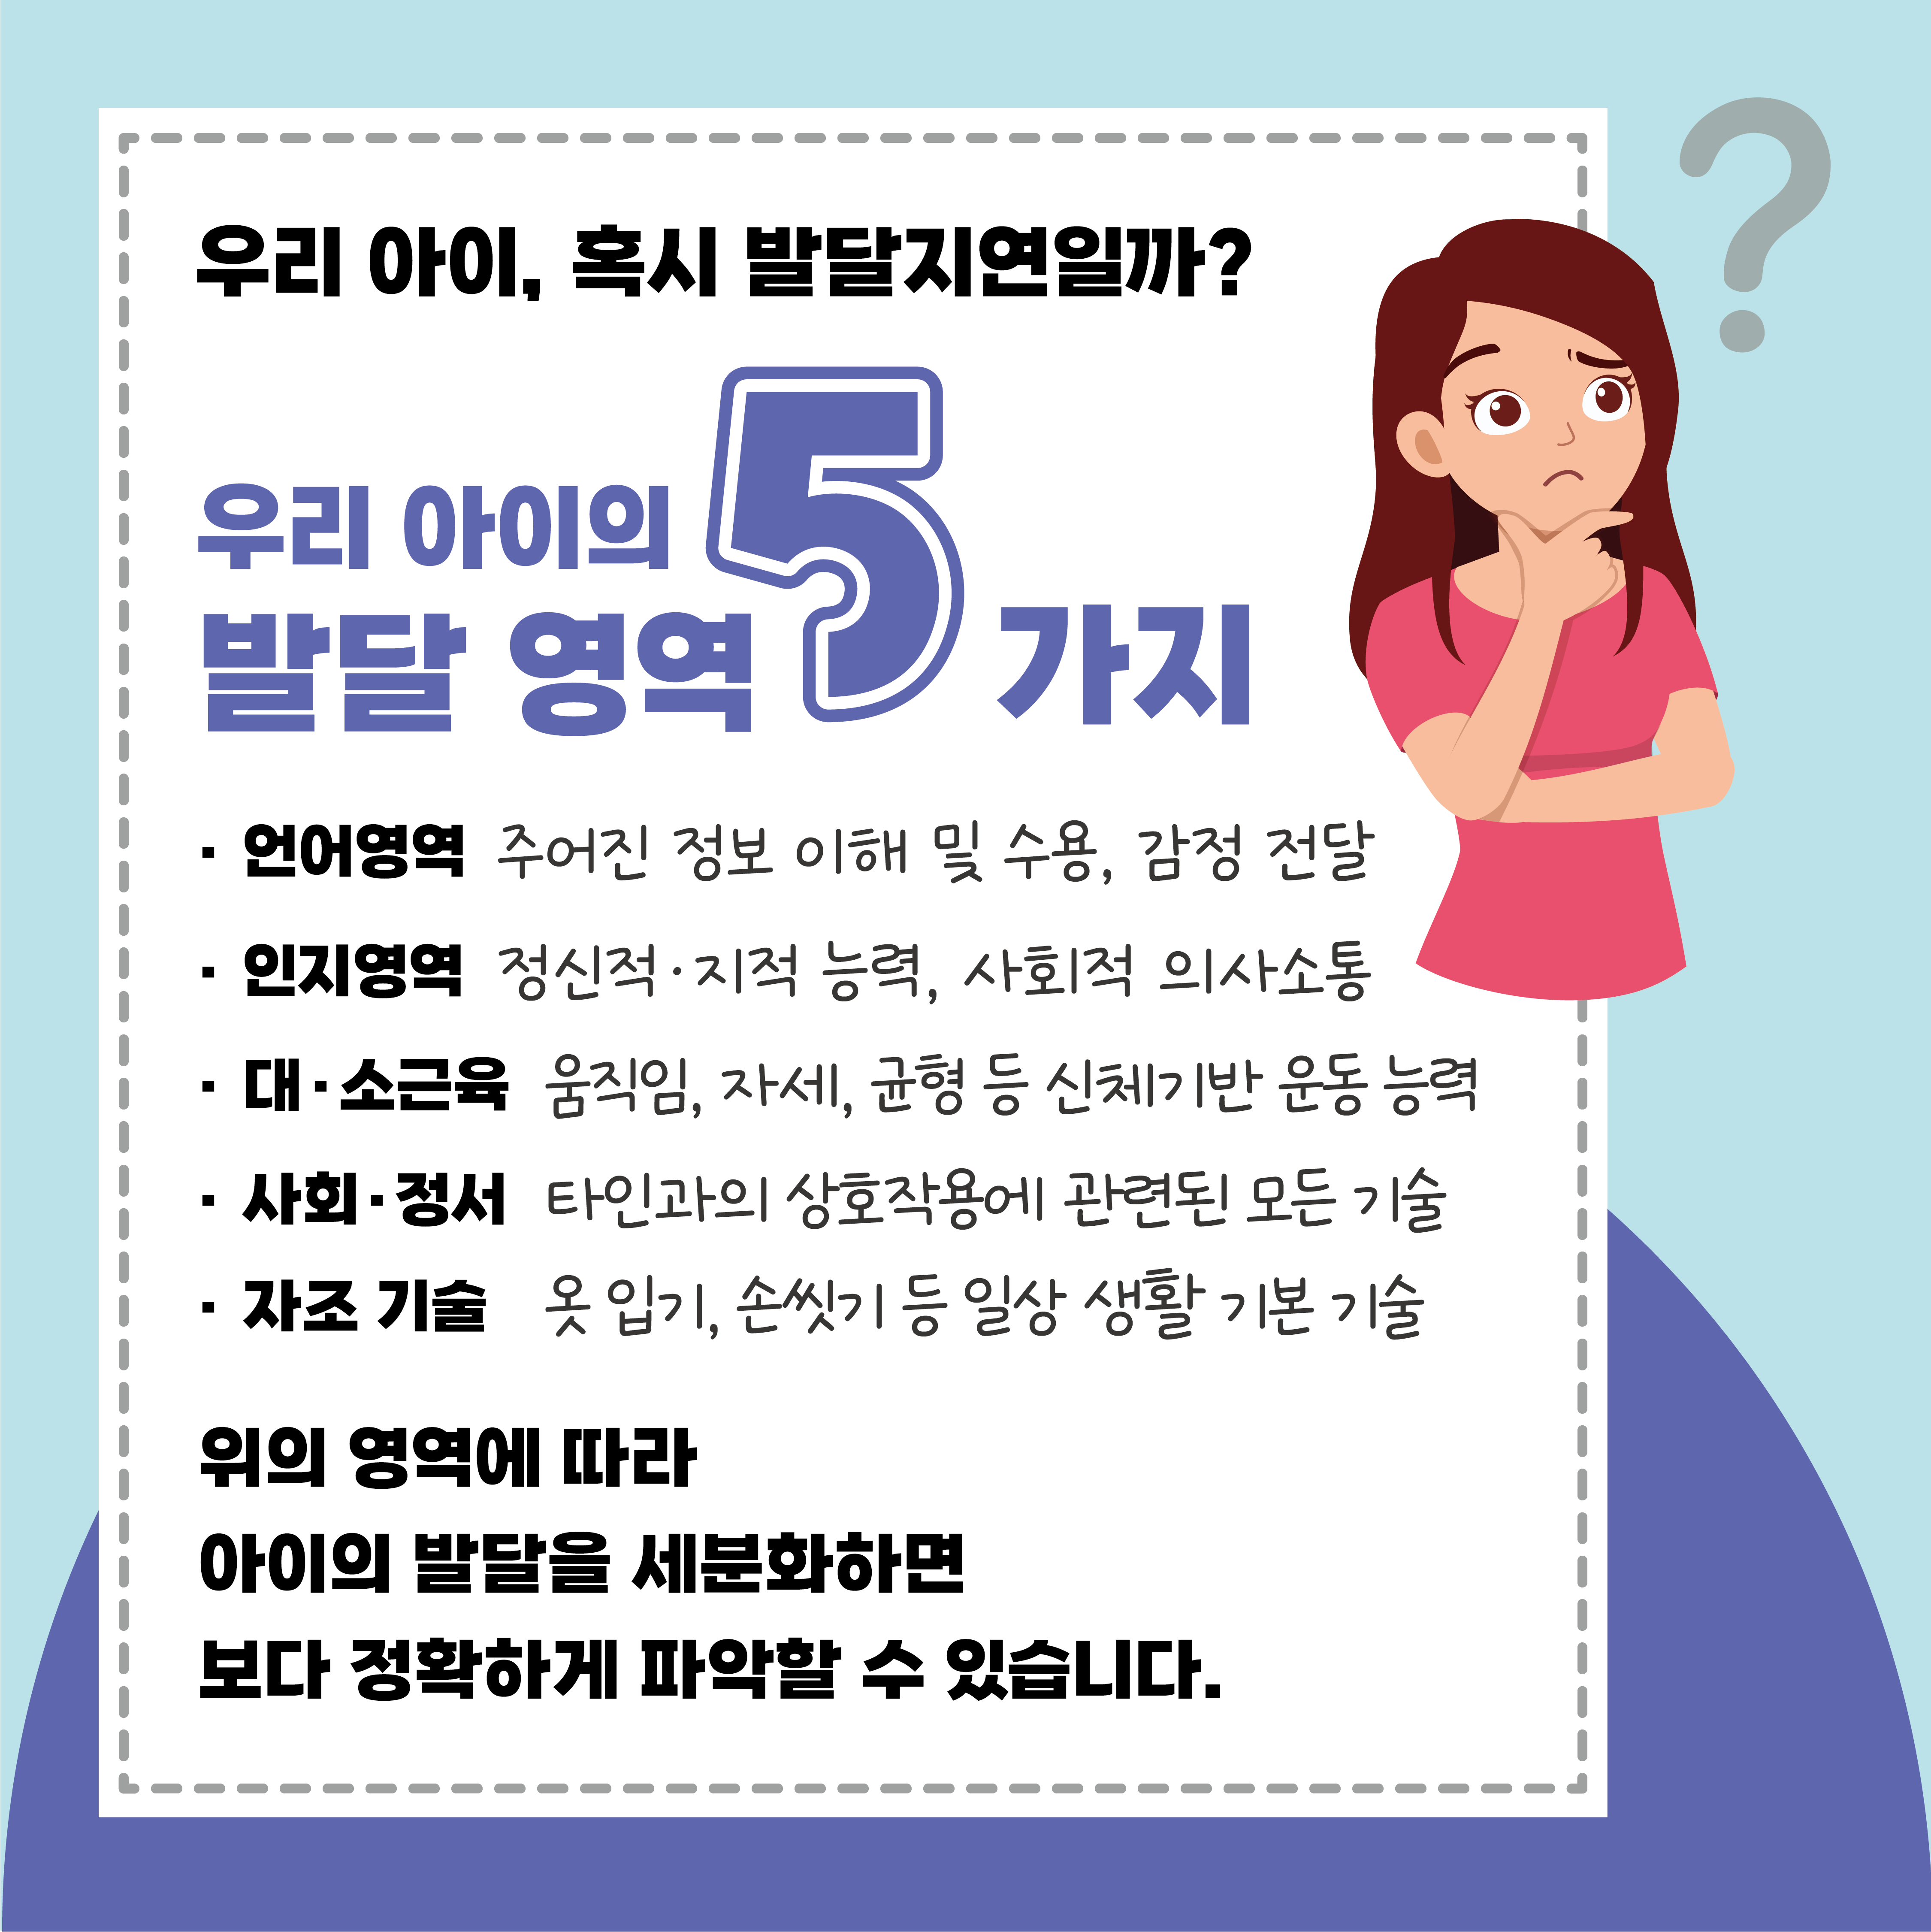 ?
우리 아이, 혹시 발달지연일까?
우리 아이의
발달 영역 5가지
· 언어영역 주어진 정보 이해 및 수용, 감정 전달
· 인지영역 정신적·지적 능력, 사회적 의사소통
· 대·소근육 움직임, 자세, 균형 등 신체기반 운동 능력
· 사회·정서 타인과의 상호작용에 관련된 모든 기술
· 자조 기술 옷 입기, 손씻기 등 일상 생활 기본 기술
위의 영역에 따라
아이의 발달을 세분화하면
보다 정확하게 파악할 수 있습니다.